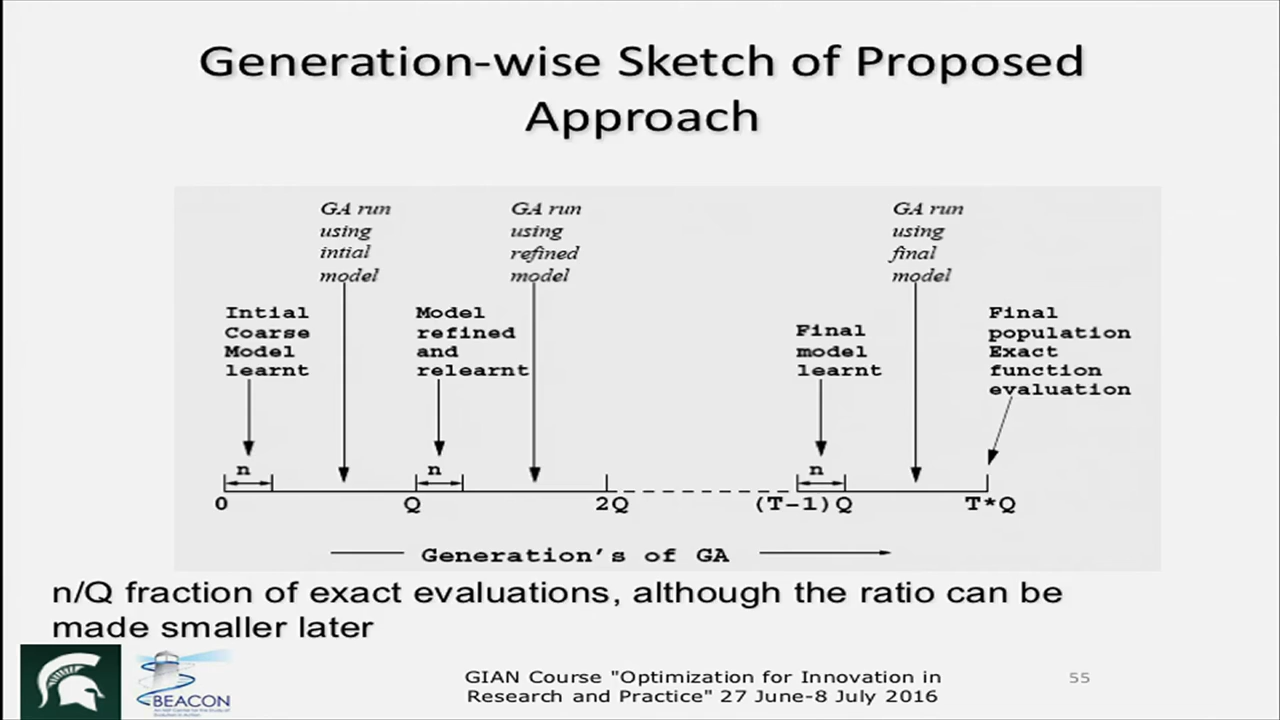 Generation-wise Sketch of Proposed
Approach
GA run
using
intial
model
GA run
using
refined
model
GA run
using
final
model
Intial
Coarse
Model
learnt
Model
refined
and
relearnt
Final
model
learnt
Final
population
Exact
function
evaluation
n
n
n
0
Q
2Q
(T-1)Q
T*Q
Generation's of GA
n/Q fraction of exact evaluations, although the ratio can be
made smaller later
BEACON
GIAN Course "Optimization for Innovation in
Research and Practice" 27 June-8 July 2016
55